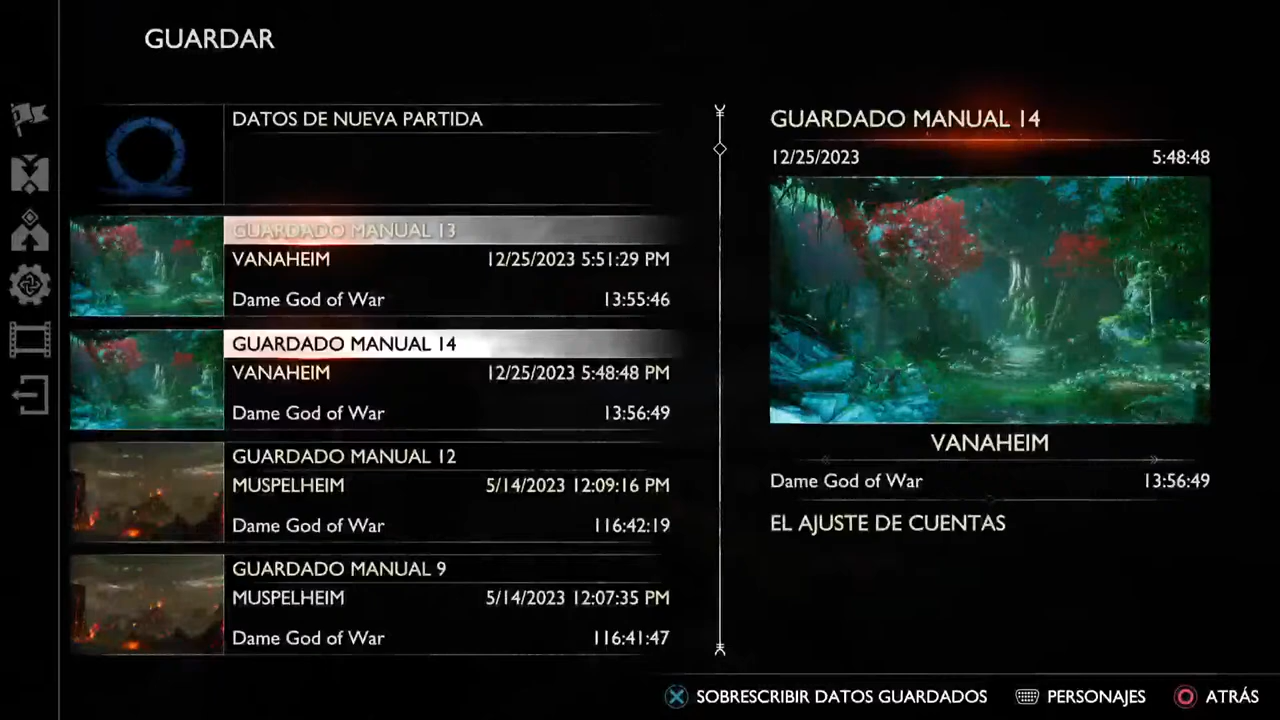 GUARDAR
DATOS DE NUEVA PARTIDA
GUARDADO MANUAL 13
VANAHEIM 12/25/2023 5:51:29 PM
Dame God of War 13:55:46
GUARDADO MANUAL 14
VANAHEIM 12/25/2023 5:48:48 PM
Dame God of War 13:56:49
GUARDADO MANUAL 12
MUSPELHEIM 5/14/2023 12:09:16 PM
Dame God of War 116:42:19
GUARDADO MANUAL 9
MUSPELHEIM 5/14/2023 12:07:35 PM
Dame God of War 116:41:47
GUARDADO MANUAL 14
12/25/2023 5:48:48
VANAHEIM
Dame God of War 13:56:49
EL AJUSTE DE CUENTAS
SOBRESCRIBIR DATOS GUARDADOS PERSONAJES ATRÁS